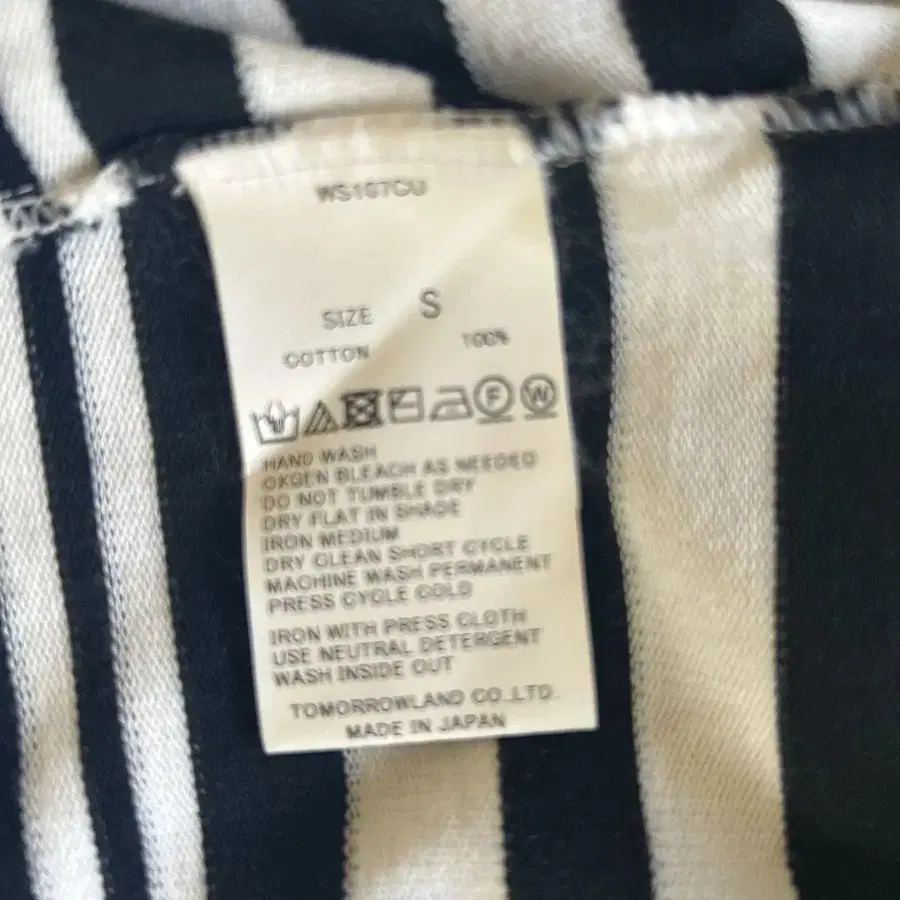 WS167CU
SIZE S
COTTON 100%
F W
HAND WASH
OXGEN BLEACH AS NEEDED
DO NOT TUMBLE DRY
DRY FLAT IN SHADE
IRON MEDIUM
DRY CLEAN SHORT CYCLE
MACHINE WASH PERMANENT
PRESS CYCLE COLD
IRON WITH PRESS CLOTH
USE NEUTRAL DETERGENT
WASH INSIDE OUT
TOMORROWLAND CO.,LTD.
MADE IN JAPAN